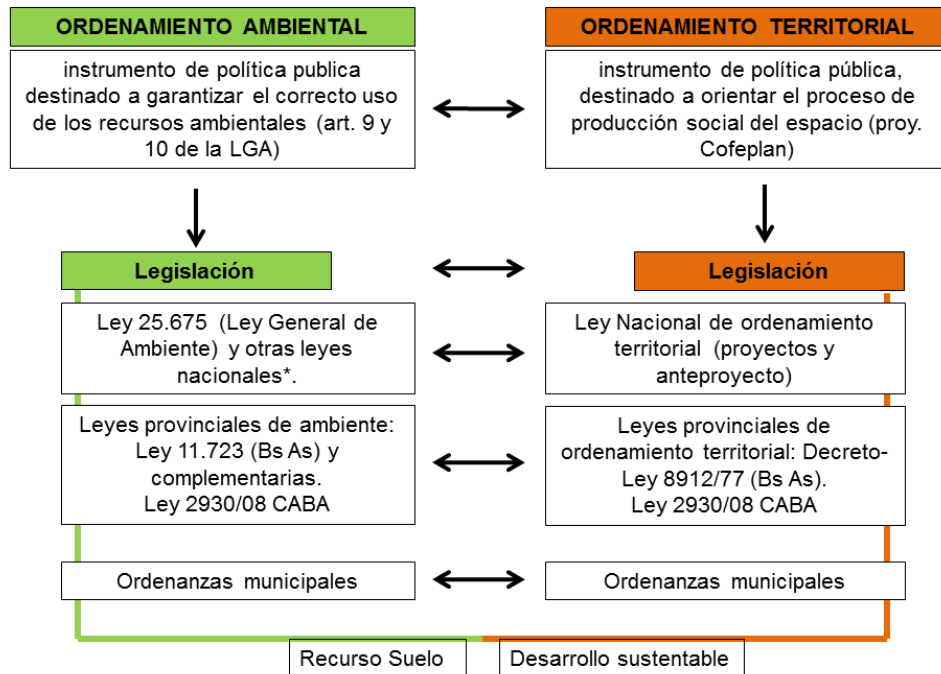 ORDENAMIENTO AMBIENTAL
instrumento de política publica
destinado a garantizar el correcto uso
de los recursos ambientales (art. 9 y
10 de la LGA)
ORDENAMIENTO TERRITORIAL
instrumento de política pública,
destinado a orientar el proceso de
producción social del espacio (proy.
Cofeplan)
Legislación
Legislación
Ley 25.675 (Ley General de
Ambiente) y otras leyes
nacionales*.
Ley Nacional de ordenamiento
territorial (proyectos y
anteproyecto)
Leyes provinciales de ambiente:
Ley 11.723 (Bs As) y
complementarias.
Ley 2930/08 CABA
Leyes provinciales de
ordenamiento territorial: Decreto-
Ley 8912/77 (Bs As).
Ley 2930/08 CABA
Ordenanzas municipales
Ordenanzas municipales
Recurso Suelo
Desarrollo sustentable